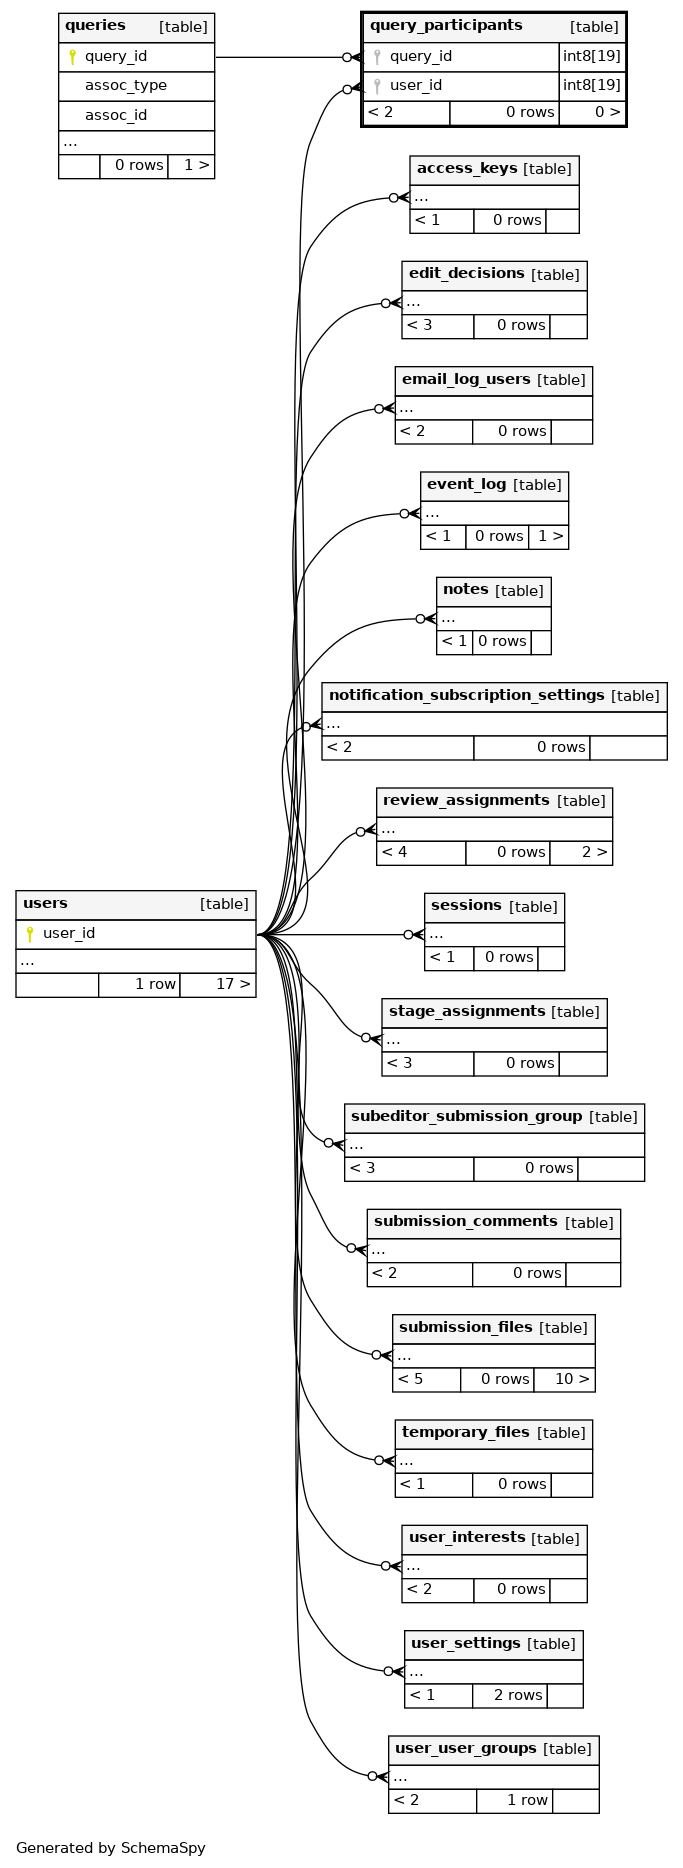 queries [table]
query_id
assoc_type
assoc_id
...
0 rows 1 >
query_participants [table]
query_id int8[19]
user_id int8[19]
< 2 0 rows 0 >
access_keys [table]
...
< 1 0 rows
edit_decisions [table]
...
< 3 0 rows
email_log_users [table]
...
< 2 0 rows
event_log [table]
...
< 1 0 rows 1 >
notes [table]
...
< 1 0 rows
notification_subscription_settings [table]
...
< 2 0 rows
review_assignments [table]
...
< 4 0 rows 2 >
users [table]
user_id
...
1 row 17 >
sessions [table]
...
< 1 0 rows
stage_assignments [table]
...
< 3 0 rows
subeditor_submission_group [table]
...
< 3 0 rows
submission_comments [table]
...
< 2 0 rows
submission_files [table]
...
< 5 0 rows 10 >
temporary_files [table]
...
< 1 0 rows
user_interests [table]
...
< 2 0 rows
user_settings [table]
...
< 1 2 rows
user_user_groups [table]
...
< 2 1 row
Generated by SchemaSpy